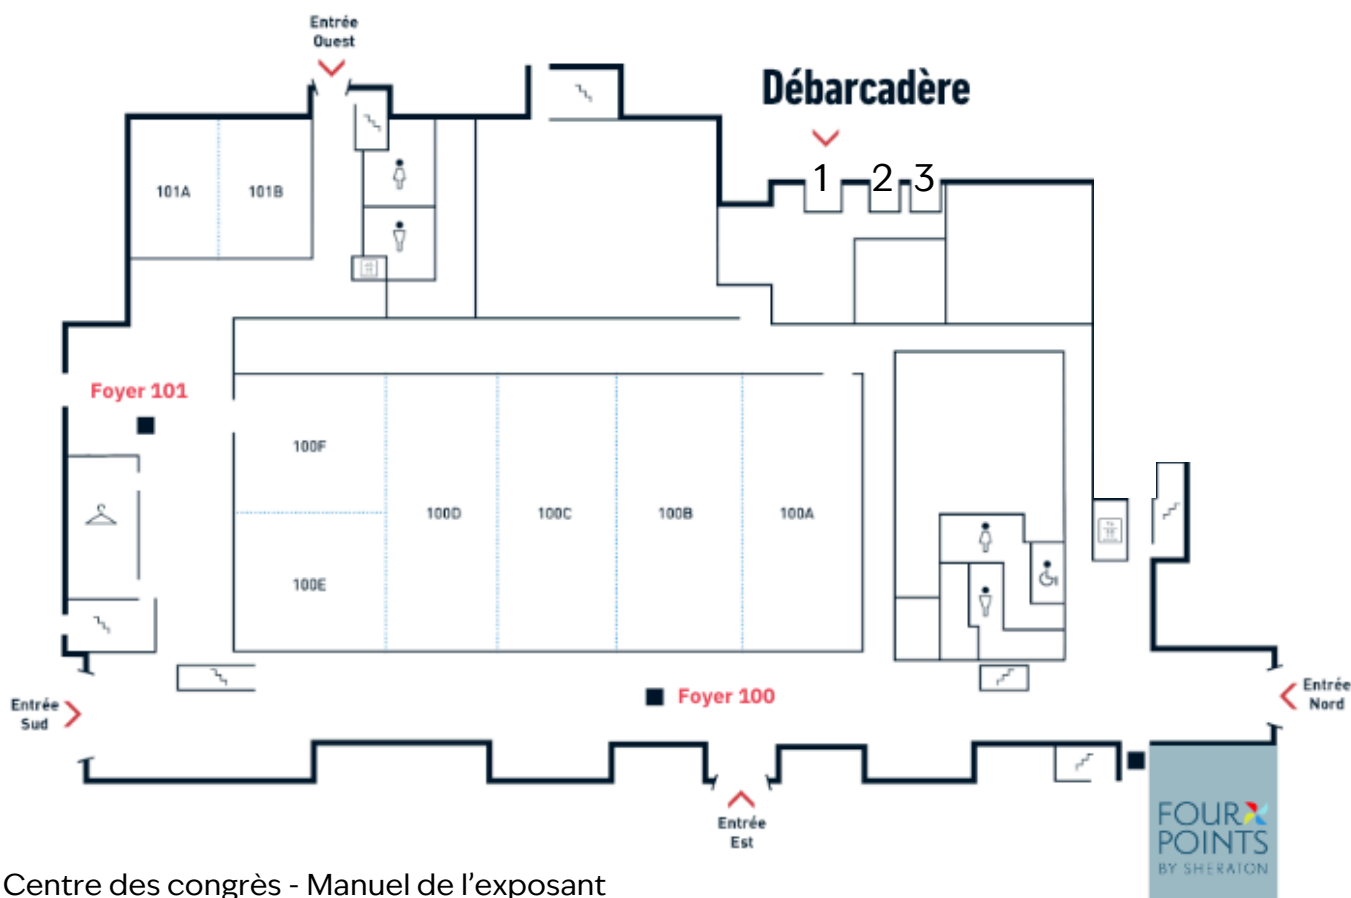 Entrée
Ouest
Débarcadère
1 2 3
101A
101B
Foyer 101
100F
100E
100D
100C
100B
100A
Foyer 100
Entrée
Sud
Entrée
Nord
Entrée
Est
FOUR
POINTS
BY SHERATON
Centre des congrès - Manuel de l’exposant